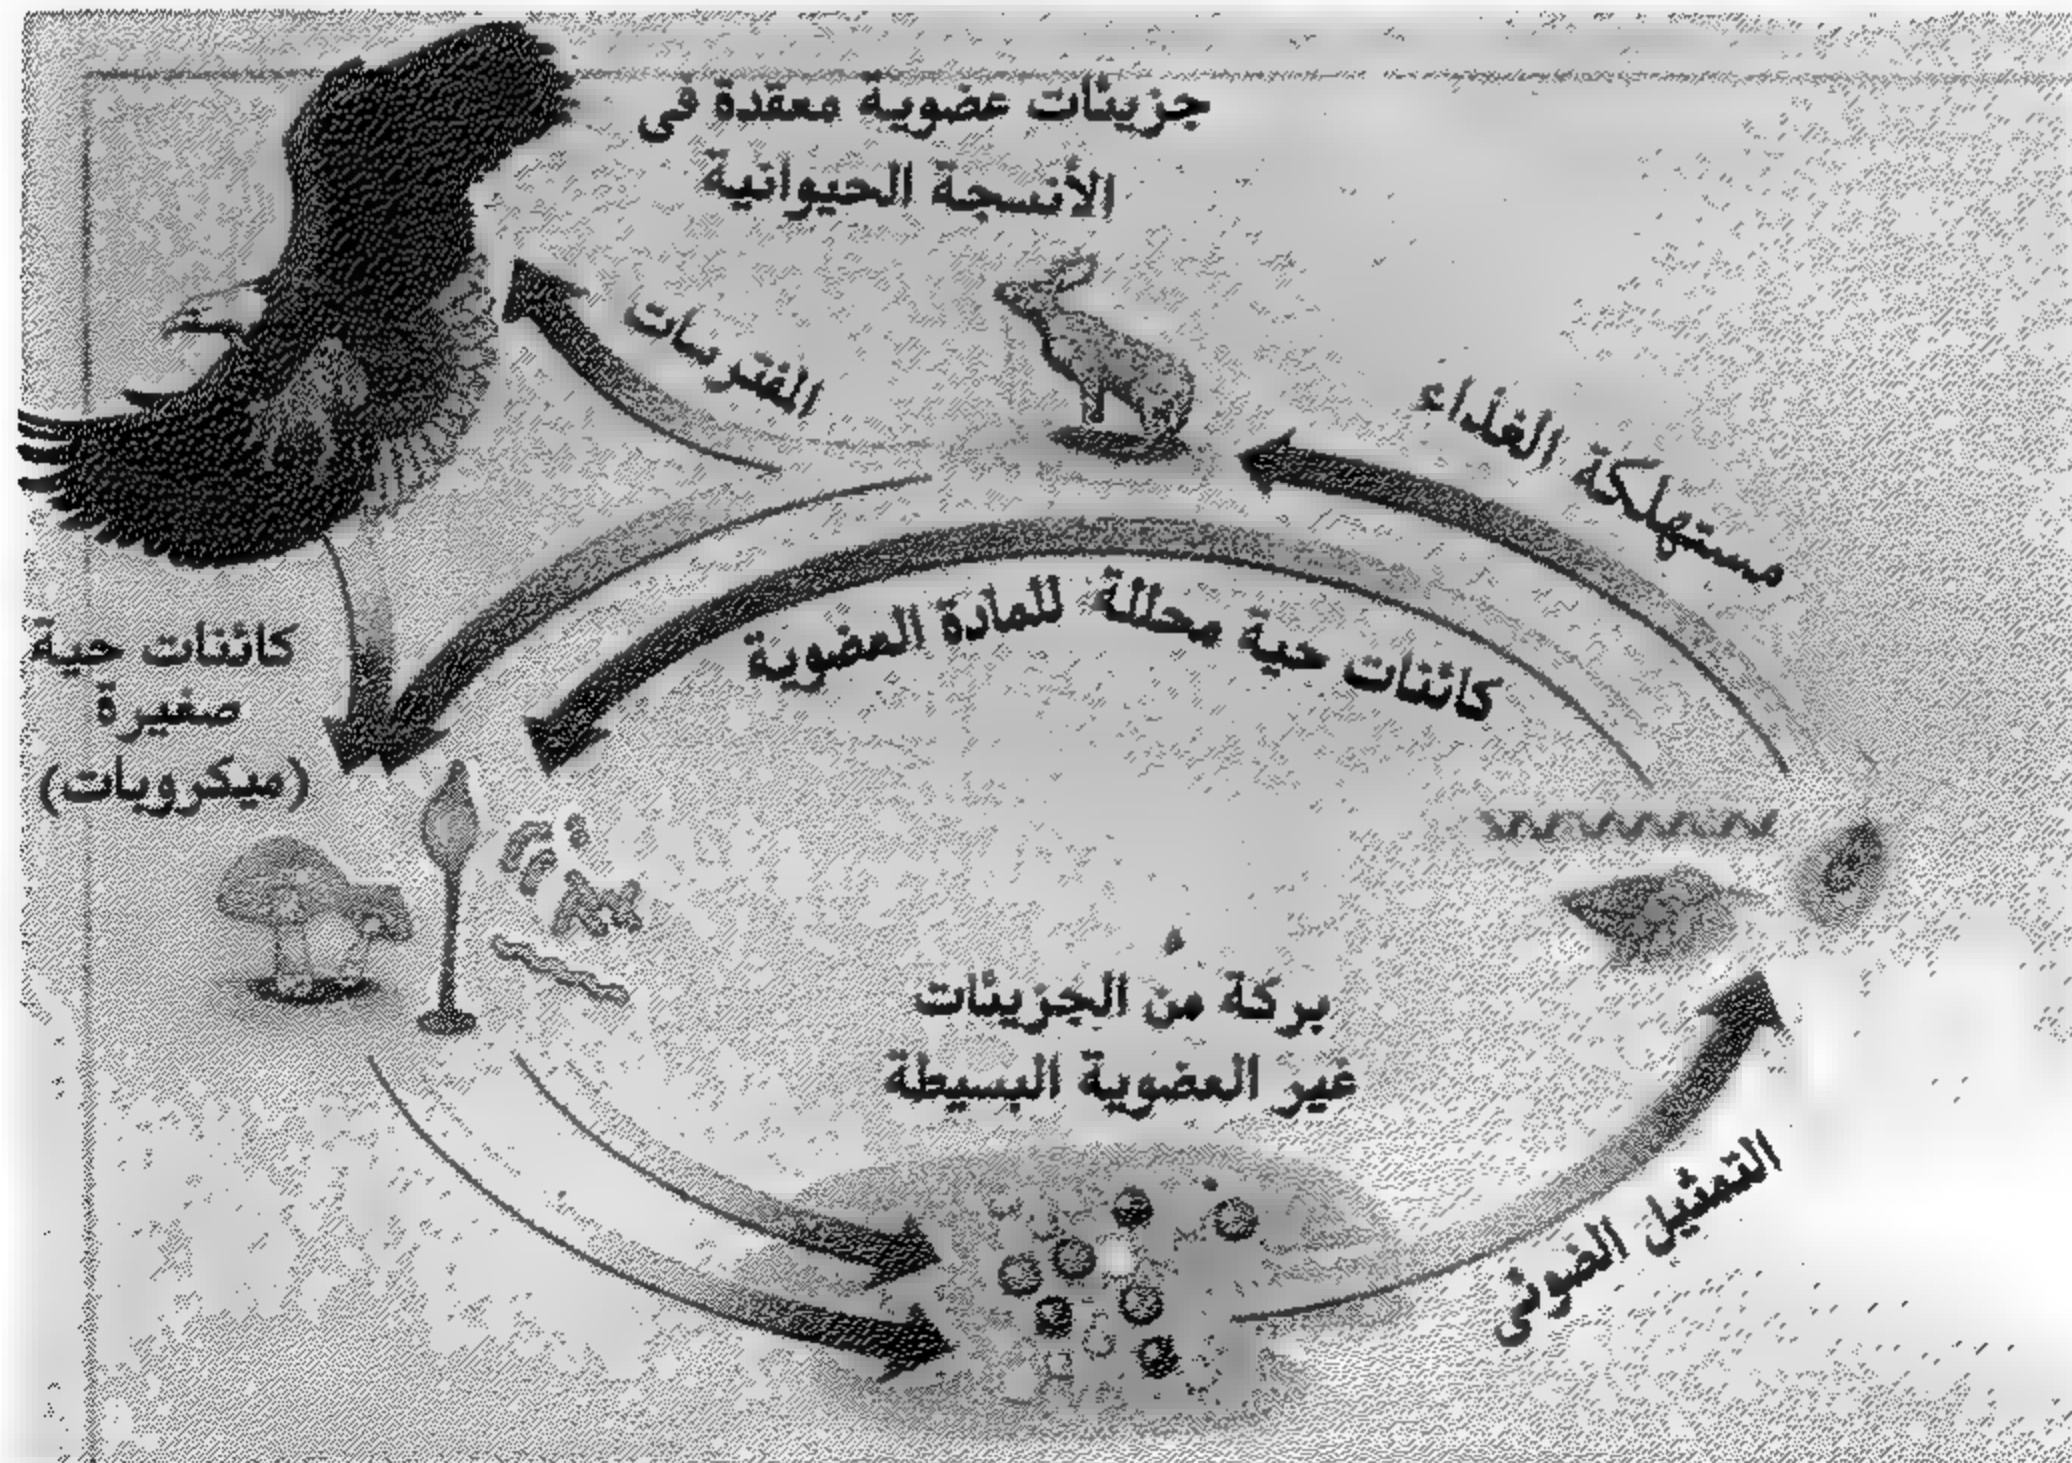 جزيئات عضوية معقدة فى
الأنسجة الحيوانية
المفترسات
مستهلكة الغذاء
كائنات حية محللة للمادة العضوية
كائنات حية
صغيرة
(ميكروبات)
بركة من الجزيئات
غير العضوية البسيطة
التمثيل الضوئى